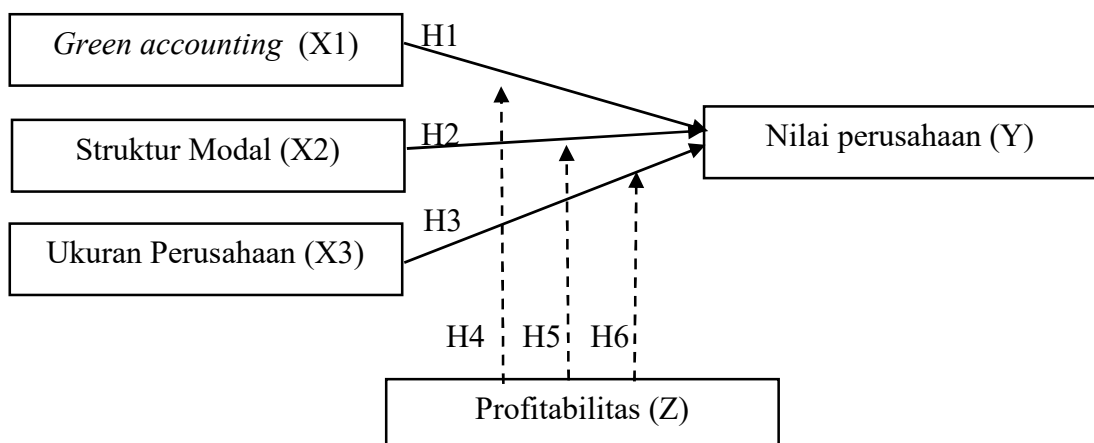 Green accounting (X1)
H1
Struktur Modal (X2)
H2
Nilai perusahaan (Y)
Ukuran Perusahaan (X3)
H3
H4
H5
H6
Profitabilitas (Z)